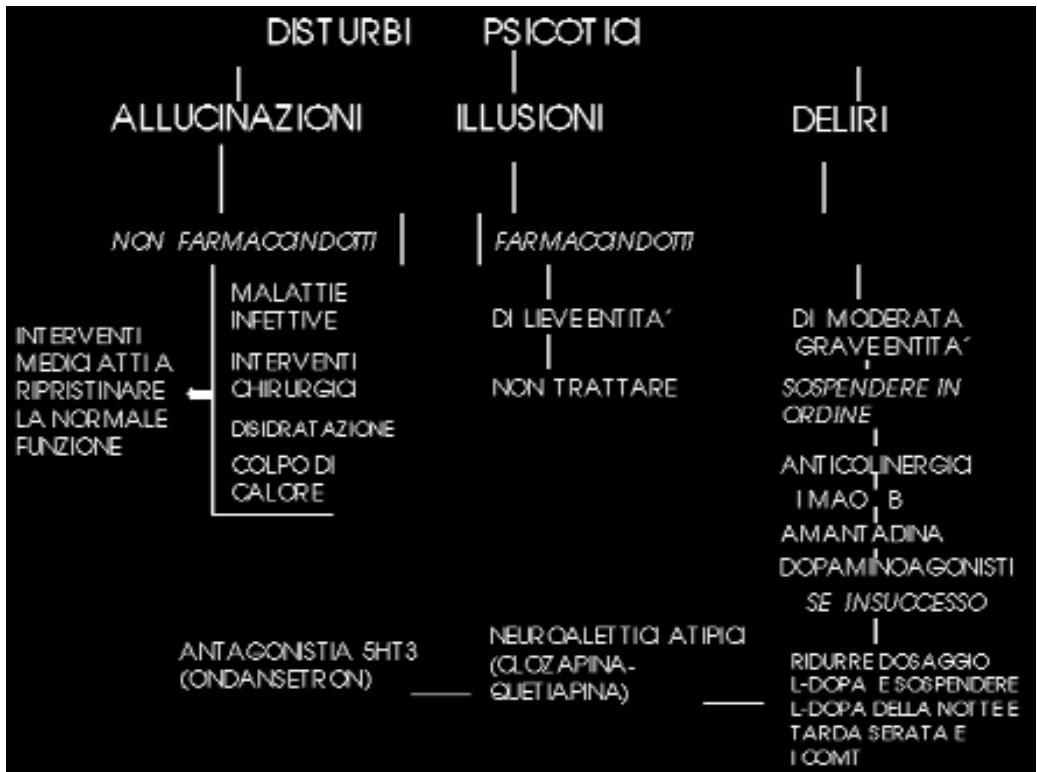 DISTURBI PSICOTICI
ALLUCINAZIONI
ILLUSIONI
DELIRI
NON FARMACOINDOTTI
FARMACOINDOTTI
MALATTIE
INFETTIVE
INTERVENTI
CHIRURGICI
DISIDRATAZIONE
COLPO DI
CALORE
INTERVENTI
MEDICI ATTI A
RIPRISTINARE
LA NORMALE
FUNZIONE
DI LIEVE ENTITA´
NON TRATTARE
DI MODERATA
GRAVE ENTITA´
SOSPENDERE IN
ORDINE
ANTICOLINERGICI
I MAO B
AMANTADINA
DOPAMINOAGONISTI
SE INSUCCESSO
RIDURRE DOSAGGIO
L-DOPA E SOSPENDERE
L-DOPA DELLA NOTTE E
TARDA SERATA E
I COMT
NEUROALETTICI ATIPICI
(CLOZAPINA-
QUETIAPINA)
ANTAGONISTI A 5HT3
(ONDANSETRON)